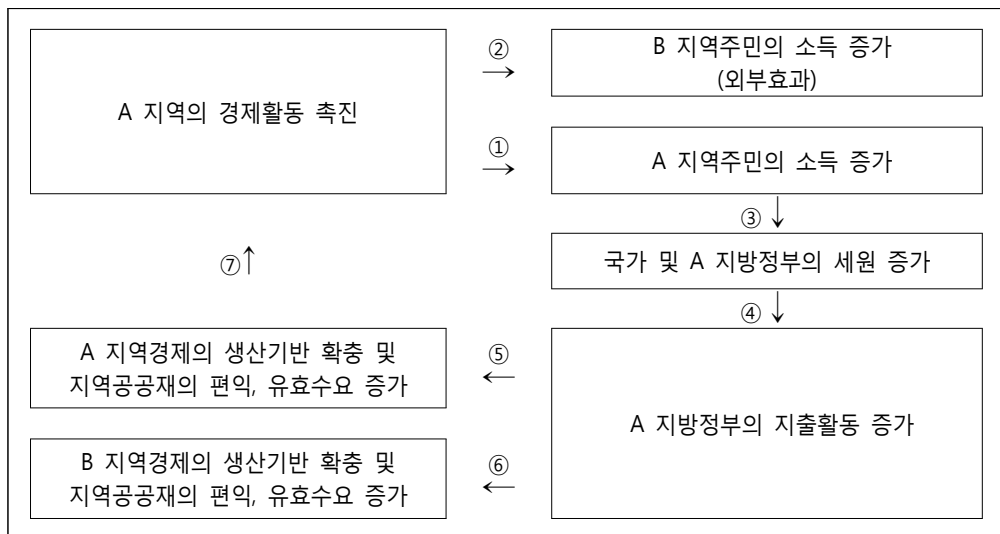 A 지역의 경제활동 촉진
②
→
B 지역주민의 소득 증가
(외부효과)
①
→
A 지역주민의 소득 증가
③ ↓
⑦↑
국가 및 A 지방정부의 세원 증가
④ ↓
A 지역경제의 생산기반 확충 및
지역공공재의 편익, 유효수요 증가
⑤
←
A 지방정부의 지출활동 증가
B 지역경제의 생산기반 확충 및
지역공공재의 편익, 유효수요 증가
⑥
←